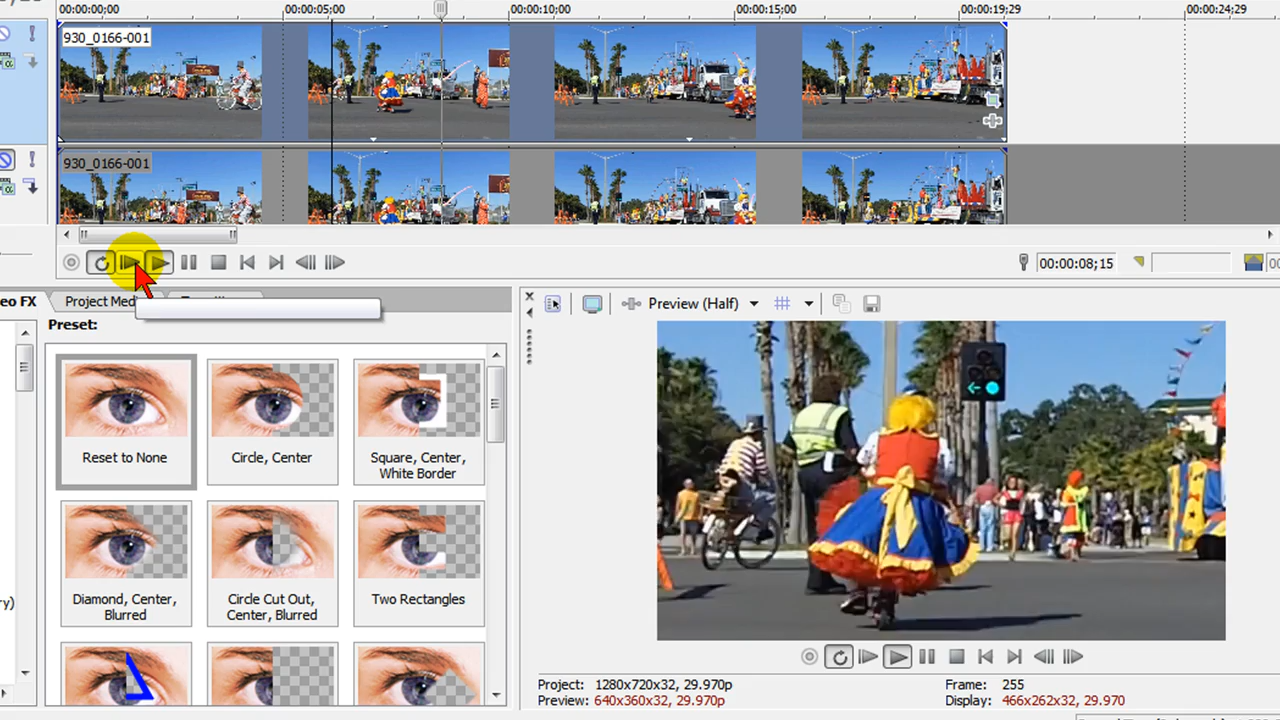 00:00:00;00 00:00:05;00 00:00:10;00 00:00:15;00 00:00:19;29 00:00:24;29
930_0166-001
930_0166-001
00:00:08;15
eo FX Project Med
Preset:
Preview (Half)
Reset to None
Circle, Center
Square, Center,
White Border
Diamond, Center,
Blurred
Circle Cut Out,
Center, Blurred
Two Rectangles
ry)
Project: 1280x720x32, 29.970p Frame: 255
Preview: 640x360x32, 29.970p Display: 466x262x32, 29.970